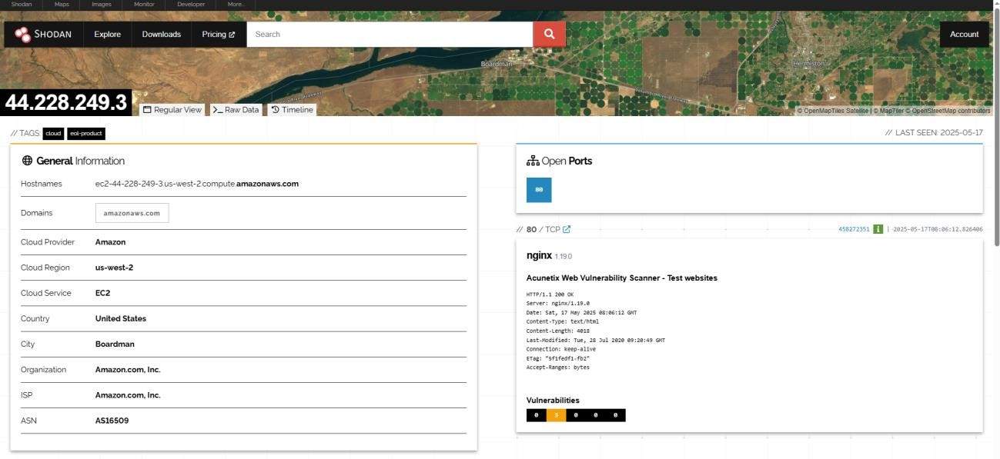 Shodan Maps Images Monitor Developer More...
SHODAN Explore Downloads Pricing Search Account
Boardman
Hermiston
44.228.249.3 Regular View Raw Data Timeline
© OpenMapTiles Satellite | © MapTiler © OpenStreetMap contributors
// TAGS: cloud eol-product
// LAST SEEN: 2025-05-17
General Information
Hostnames ec2-44-228-249-3.us-west-2.compute.amazonaws.com
Domains amazonaws.com
Cloud Provider Amazon
Cloud Region us-west-2
Cloud Service EC2
Country United States
City Boardman
Organization Amazon.com, Inc.
ISP Amazon.com, Inc.
ASN AS16509
Open Ports
80
// 80 / TCP
458272351 | 2025-05-17T08:06:12.826406
nginx 1.19.0
Acunetix Web Vulnerability Scanner - Test websites
HTTP/1.1 200 OK
Server: nginx/1.19.0
Date: Sat, 17 May 2025 08:06:12 GMT
Content-Type: text/html
Content-Length: 4018
Last-Modified: Tue, 28 Jul 2020 09:20:49 GMT
Connection: keep-alive
ETag: "5f1fedf1-fb2"
Accept-Ranges: bytes
Vulnerabilities
0 3 0 0 0